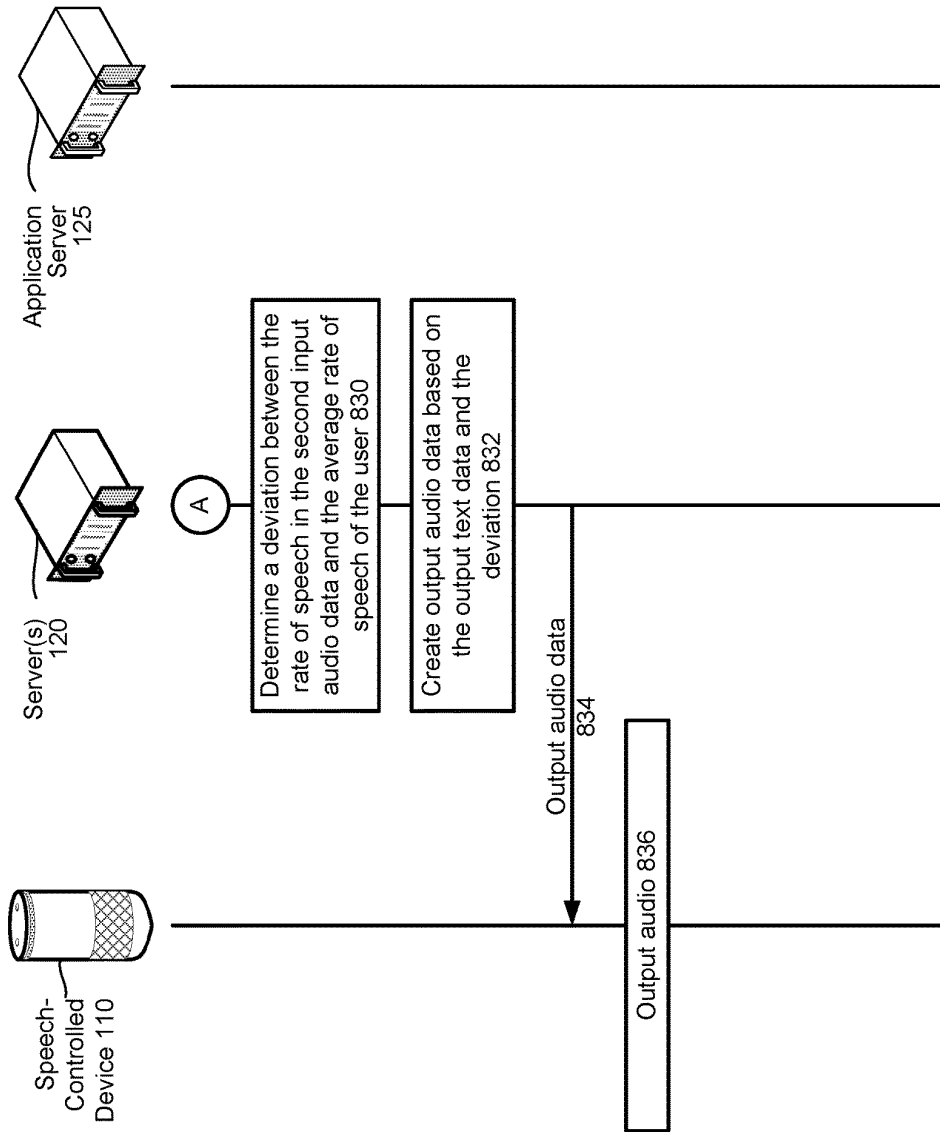 Speech-
Controlled
Device 110
Server(s)
120
Application
Server
125
A
Determine a deviation between the
rate of speech in the second input
audio data and the average rate of
speech of the user 830
Create output audio data based on
the output text data and the
deviation 832
Output audio data
834
Output audio 836